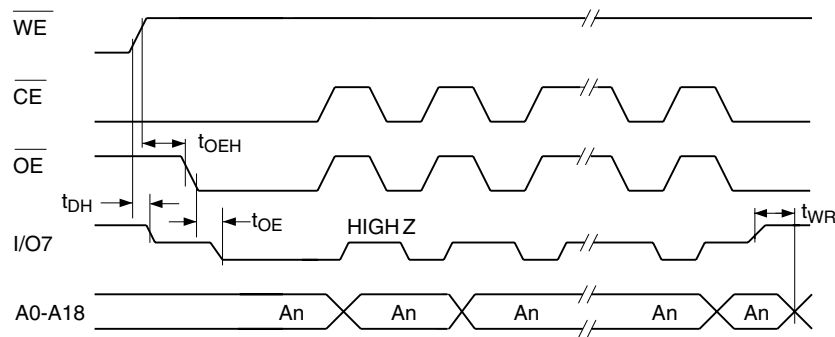 WE
CE
tOEH
OE
tDH
tOE
tWR
I/O7
HIGH Z
A0-A18
An
An
An
An
An